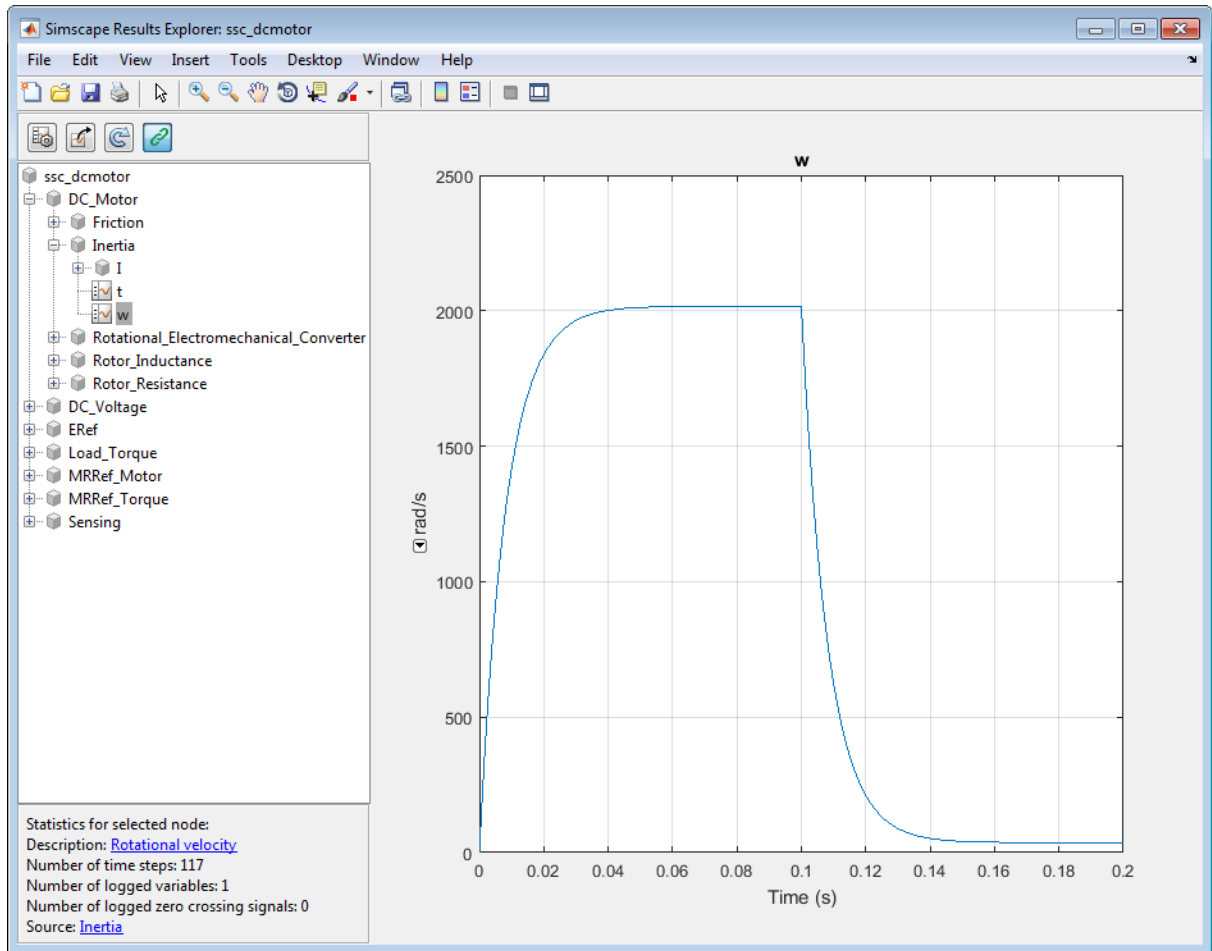 Simscape Results Explorer: ssc_dcmotor
File Edit View Insert Tools Desktop Window Help
ssc_dcmotor
DC_Motor
Friction
Inertia
I
t
w
Rotational_Electromechanical_Converter
Rotor_Inductance
Rotor_Resistance
DC_Voltage
ERef
Load_Torque
MRRef_Motor
MRRef_Torque
Sensing
Statistics for selected node:
Description: Rotational velocity
Number of time steps: 117
Number of logged variables: 1
Number of logged zero crossing signals: 0
Source: Inertia
w
2500
2000
1500
1000
500
0
rad/s
0 0.02 0.04 0.06 0.08 0.1 0.12 0.14 0.16 0.18 0.2
Time (s)